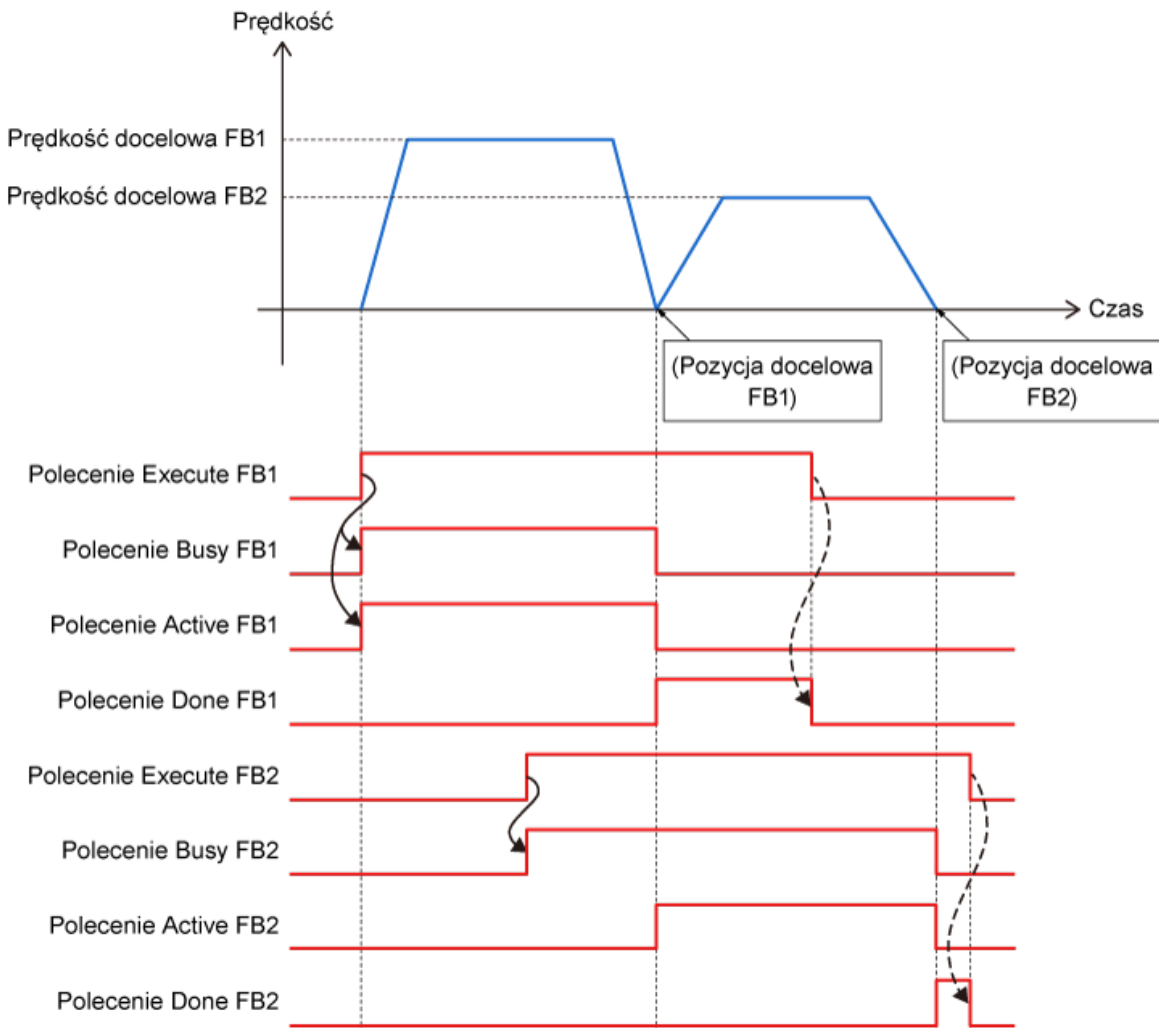 Prędkość
Prędkość docelowa FB1
Prędkość docelowa FB2
Czas
(Pozycja docelowa
FB1)
(Pozycja docelowa
FB2)
Polecenie Execute FB1
Polecenie Busy FB1
Polecenie Active FB1
Polecenie Done FB1
Polecenie Execute FB2
Polecenie Busy FB2
Polecenie Active FB2
Polecenie Done FB2